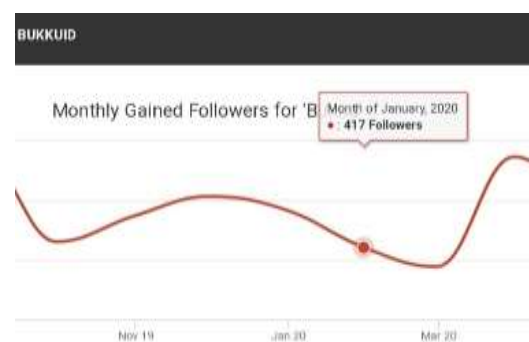 BUKKUID
Monthly Gained Followers for 'B
Month of January, 2020
: 417 Followers
Nov 19
Jan 20
Mar 20